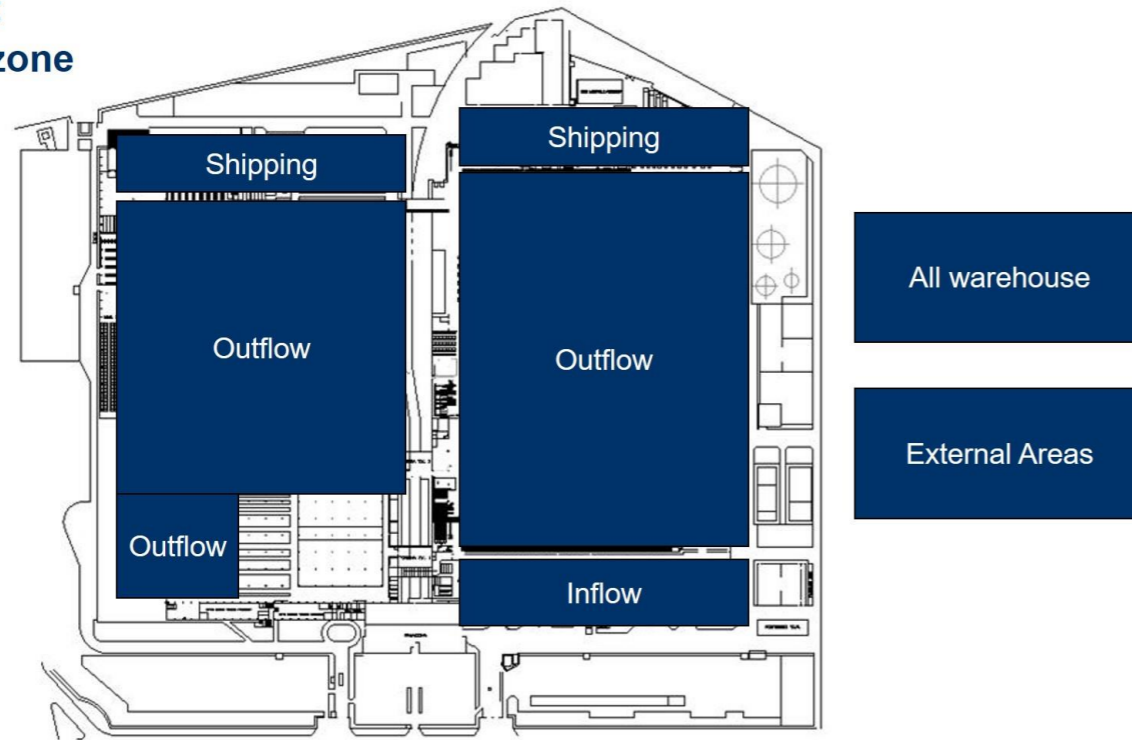 zone
Shipping
Shipping
Outflow
Outflow
All warehouse
External Areas
Outflow
Inflow